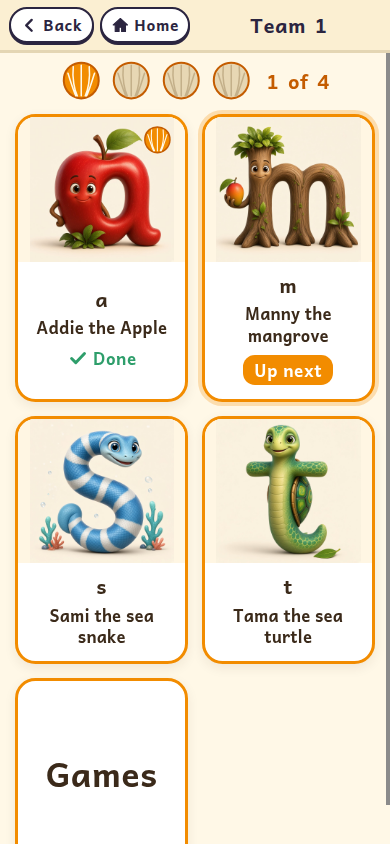 Back
Home
Team 1
1 of 4
a
Addie the Apple
Done
m
Manny the
mangrove
Up next
s
Sami the sea
snake
t
Tama the sea
turtle
Games